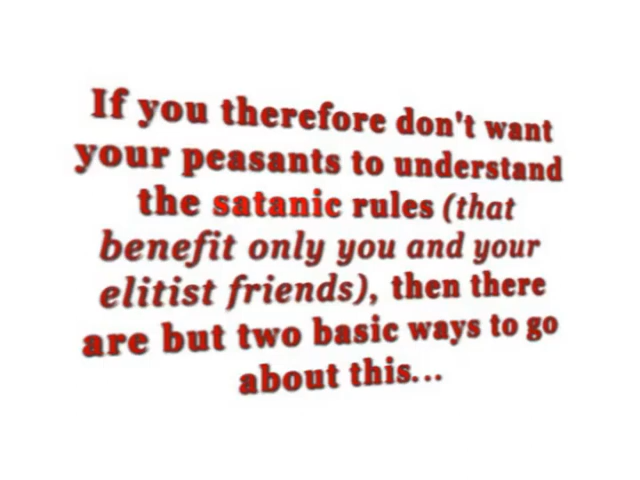 If you therefore don't want
your peasants to understand
the satanic rules (that
benefit only you and your
elitist friends), then there
are but two basic ways to go
about this...